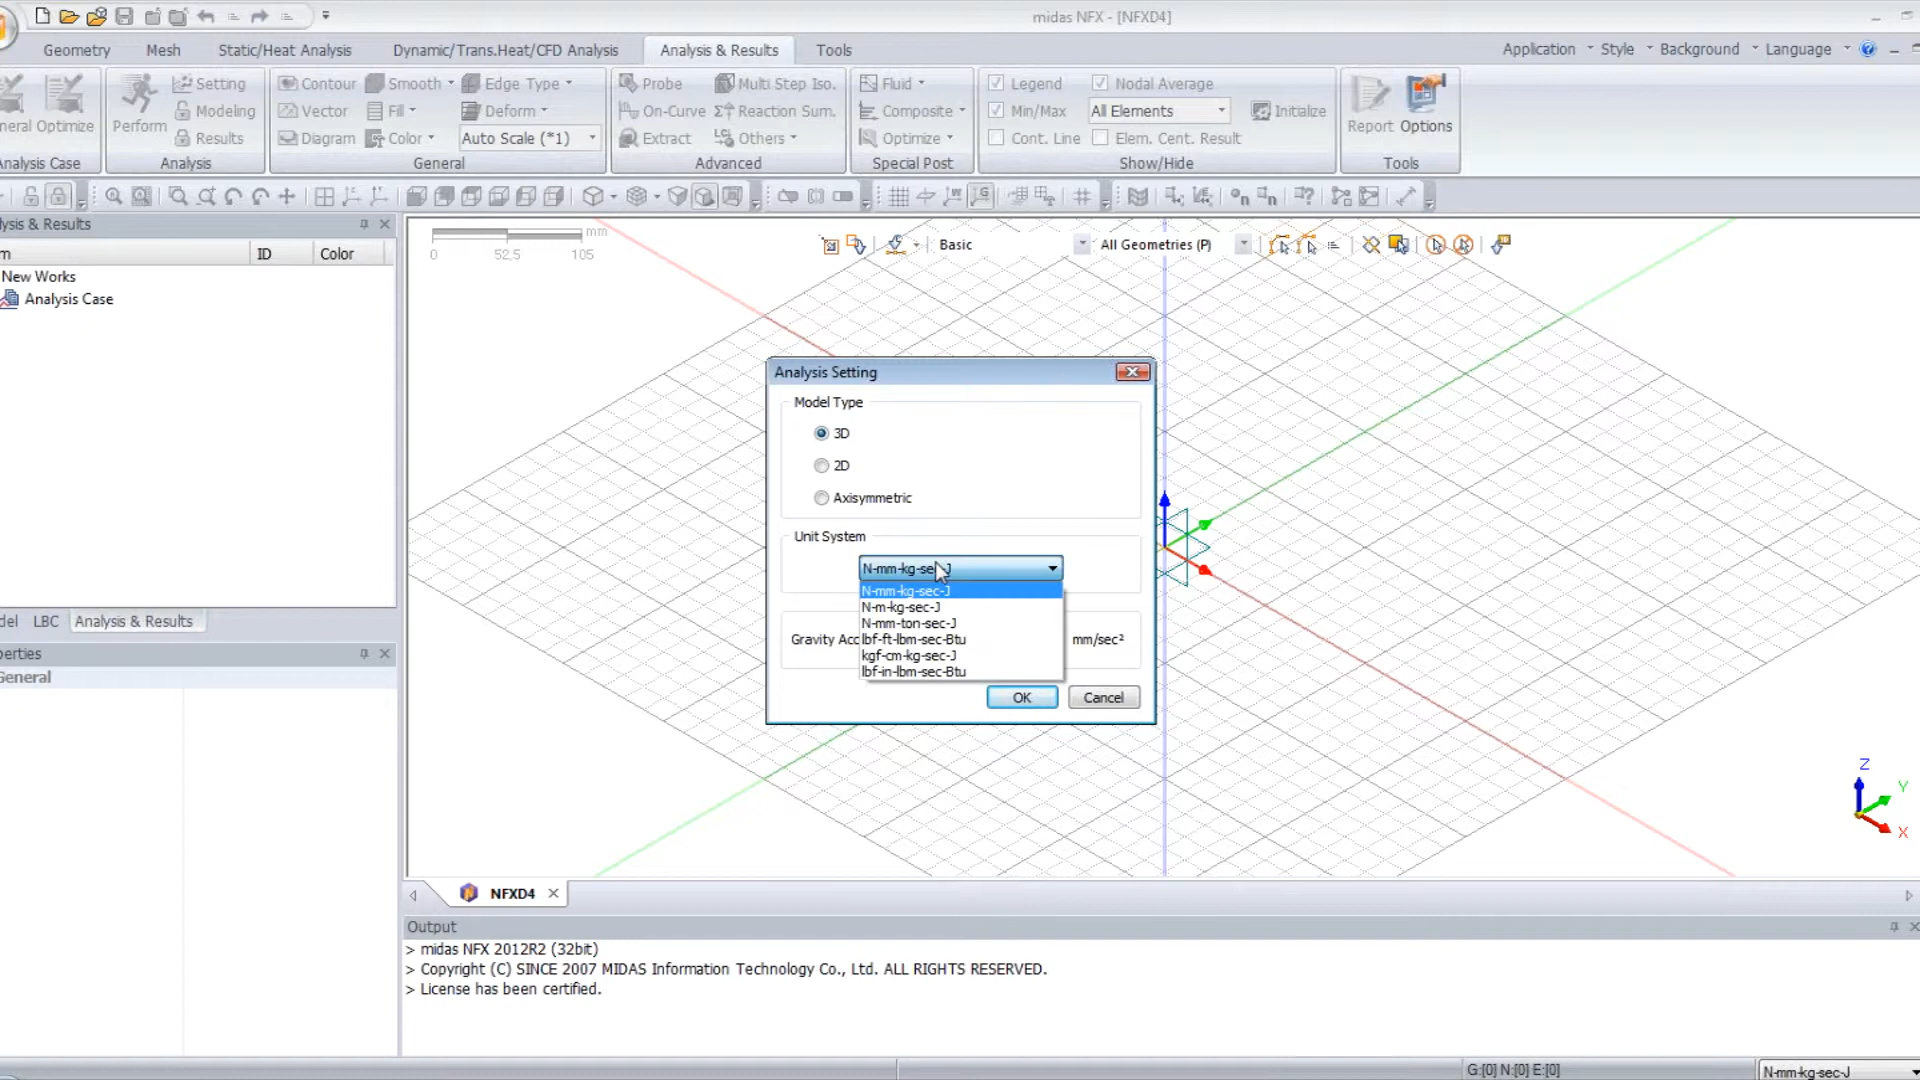 midas NFX - [NFXD4]
Geometry Mesh Static/Heat Analysis Dynamic/Trans.Heat/CFD Analysis Analysis & Results Tools Application Style Background Language
Setting Contour Smooth Edge Type Probe Multi Step Iso. Fluid Legend Nodal Average
Modeling Vector Fill Deform On-Curve Reaction Sum. Composite Min/Max All Elements Initialize
neral Optimize Perform Report Options
Results Diagram Color Auto Scale (*1) Extract Others Optimize Cont. Line Elem. Cent. Result
Analysis Case Analysis General Advanced Special Post Show/Hide Tools
lysis & Results
m ID Color
New Works
Analysis Case
mm
0 52,5 105
Basic All Geometries (P)
Analysis Setting
Model Type
3D
2D
Axisymmetric
Unit System
N-mm-kg-sec-J
N-mm-kg-sec-J
N-m-kg-sec-J
N-mm-ton-sec-J
Gravity Acc lbf-ft-lbm-sec-Btu mm/sec²
kgf-cm-kg-sec-J
lbf-in-lbm-sec-Btu
OK Cancel
del LBC Analysis & Results
perties
General
Z
Y
X
NFXD4
Output
> midas NFX 2012R2 (32bit)
> Copyright (C) SINCE 2007 MIDAS Information Technology Co., Ltd. ALL RIGHTS RESERVED.
> License has been certified.
G:[0] N:[0] E:[0] N-mm-kg-sec-J